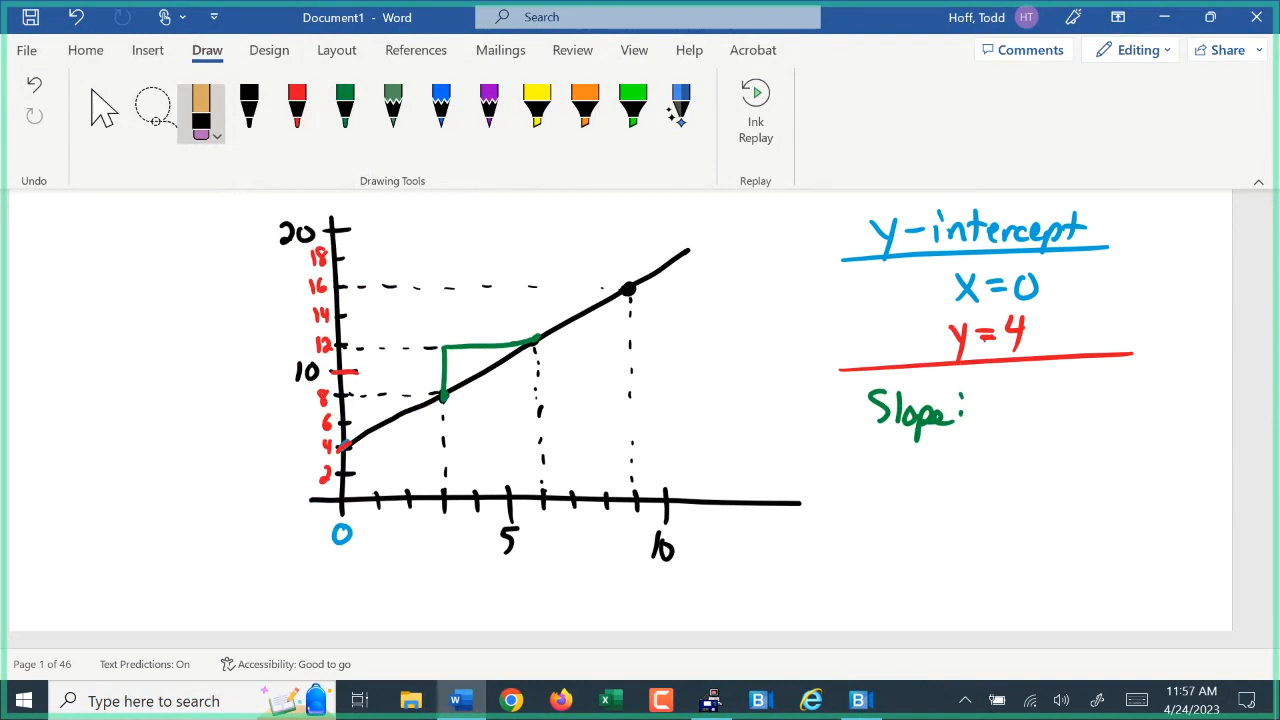 Document1 • Word
Search
Hoff, Todd
HT
File
Home
Insert
Draw
Design
Layout
References
Mailings
Review
View
Help
Acrobat
Comments
Editing
Share
Ink
Replay
Undo
Drawing Tools
Replay
20
18
16
14
12
10
8
6
4
2
0
5
10
y-intercept
x=0
y=4
Slope:
Page 1 of 46
Text Predictions: On
Accessibility: Good to go
Type here to search
11:57 AM
4/24/2023